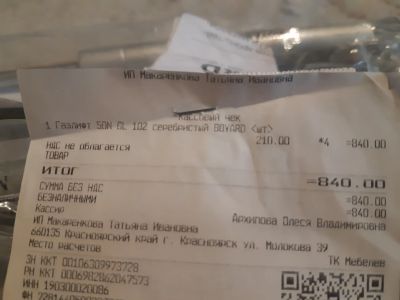 ИП Макаренкова Татьяна Ивановна
Кассовый чек
1 Газлифт 50N GL 102 серебристый BOYARD <шт>
210.00 *4 =840.00
НДС не облагается
ТОВАР
ИТОГ =840.00
СУММА БЕЗ НДС =840.00
БЕЗНАЛИЧНЫМИ =840.00
Кассир Архипова Олеся Владимировна
ИП Макаренкова Татьяна Ивановна
660135 Красноярский край г. Красноярск ул. Молокова 39
Место расчетов ТК Мебелев
ЗН ККТ 00106309973728
РН ККТ 0006982062047573
ИНН 190300020086